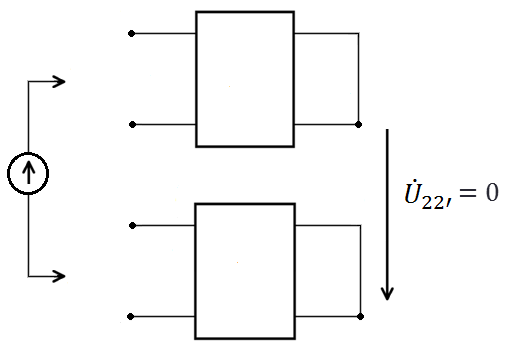 U̇₂₂, = 0